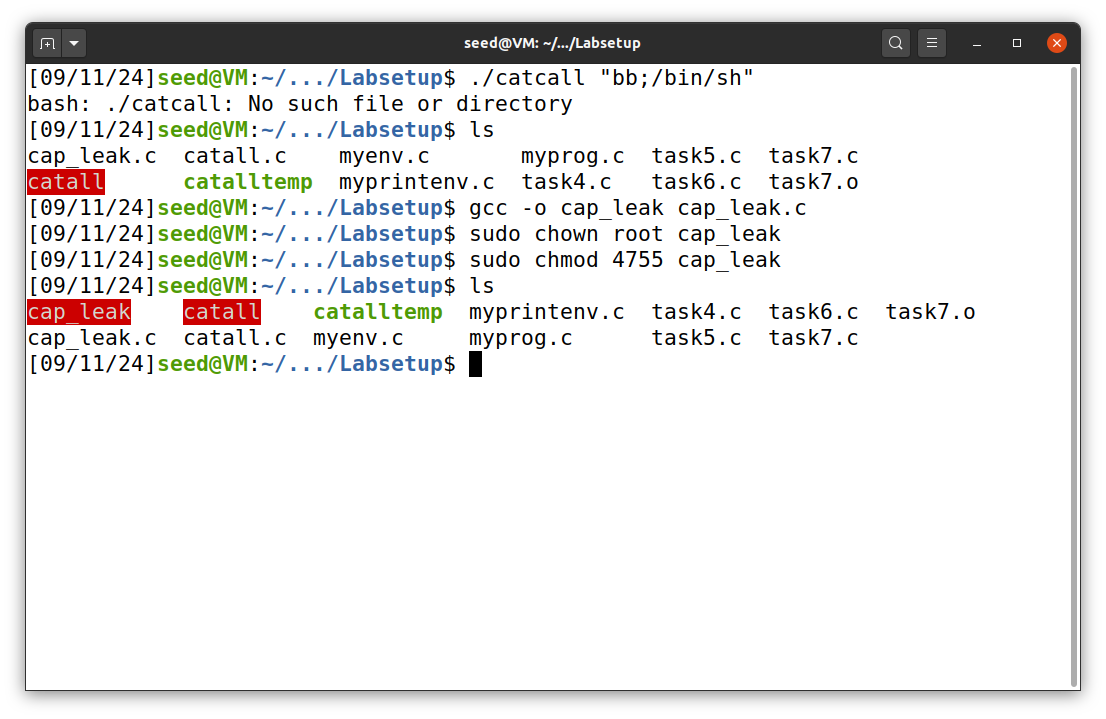 seed@VM: ~/.../Labsetup
[09/11/24]seed@VM:~/.../Labsetup$ ./catcall "bb;/bin/sh"
bash: ./catcall: No such file or directory
[09/11/24]seed@VM:~/.../Labsetup$ ls
cap_leak.c  catall.c    myenv.c       myprog.c  task5.c  task7.c
catall      catalltemp  myprintenv.c  task4.c   task6.c  task7.o
[09/11/24]seed@VM:~/.../Labsetup$ gcc -o cap_leak cap_leak.c
[09/11/24]seed@VM:~/.../Labsetup$ sudo chown root cap_leak
[09/11/24]seed@VM:~/.../Labsetup$ sudo chmod 4755 cap_leak
[09/11/24]seed@VM:~/.../Labsetup$ ls
cap_leak    catall    catalltemp  myprintenv.c  task4.c  task6.c  task7.o
cap_leak.c  catall.c  myenv.c     myprog.c      task5.c  task7.c
[09/11/24]seed@VM:~/.../Labsetup$